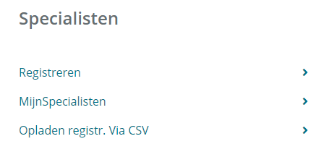 Specialisten
Registreren
MijnSpecialisten
Opladen registr. Via CSV